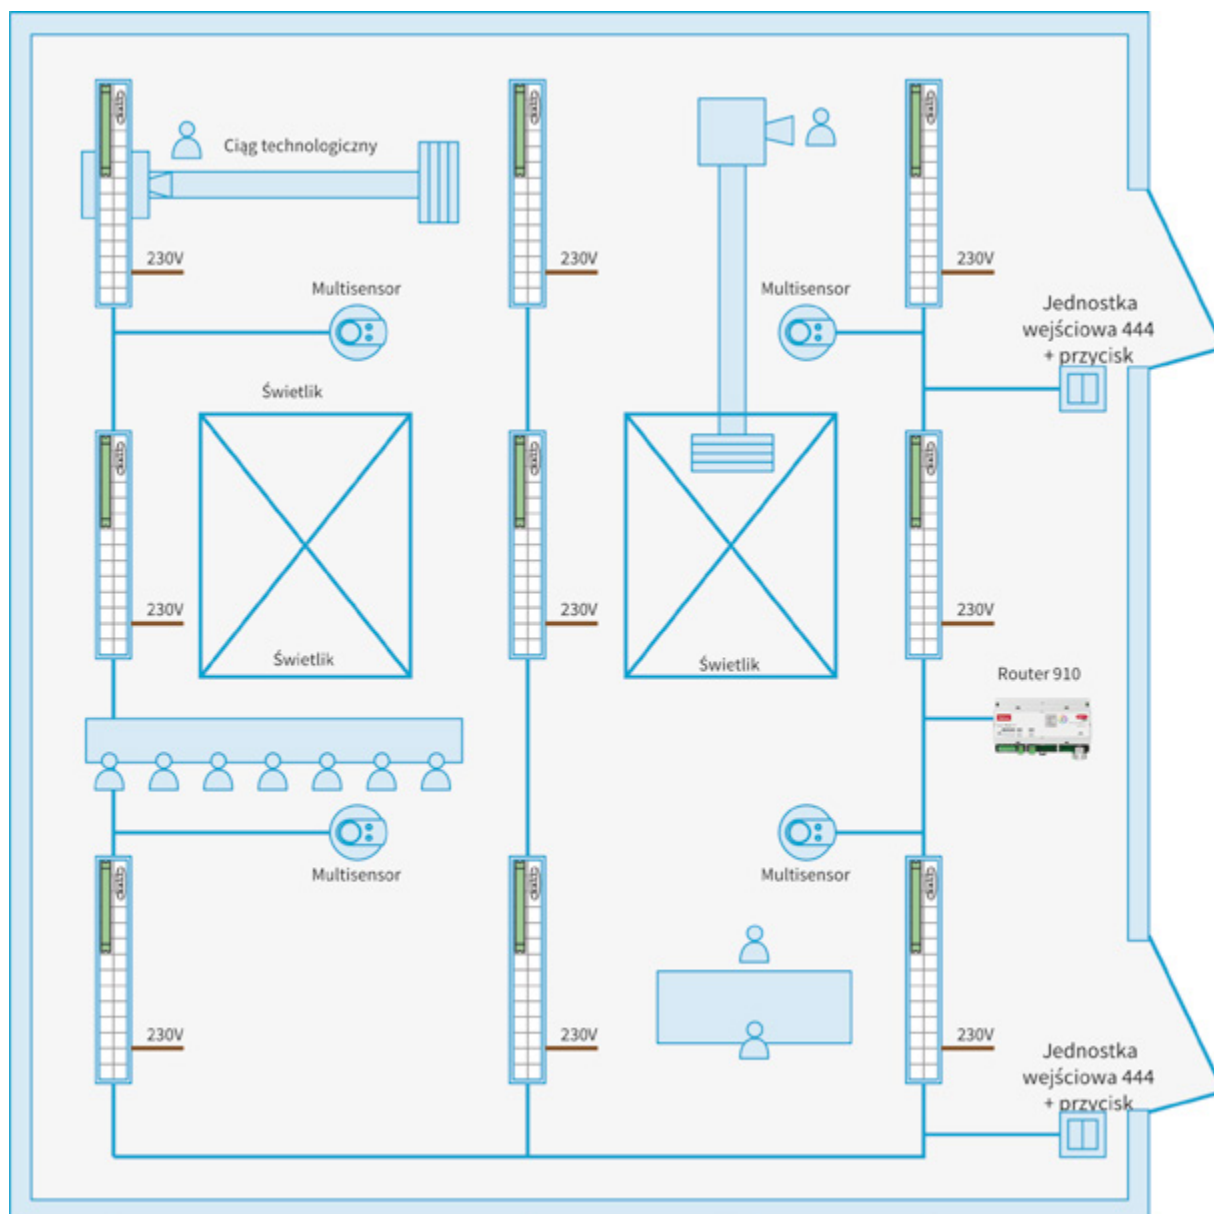 Ciąg technologiczny
230V
230V
230V
Multisensor
Multisensor
Jednostka
wejściowa 444
+ przycisk
Świetlik
230V
230V
230V
Świetlik
Świetlik
Router 910
Multisensor
Multisensor
230V
230V
230V
Jednostka
wejściowa 444
+ przycisk